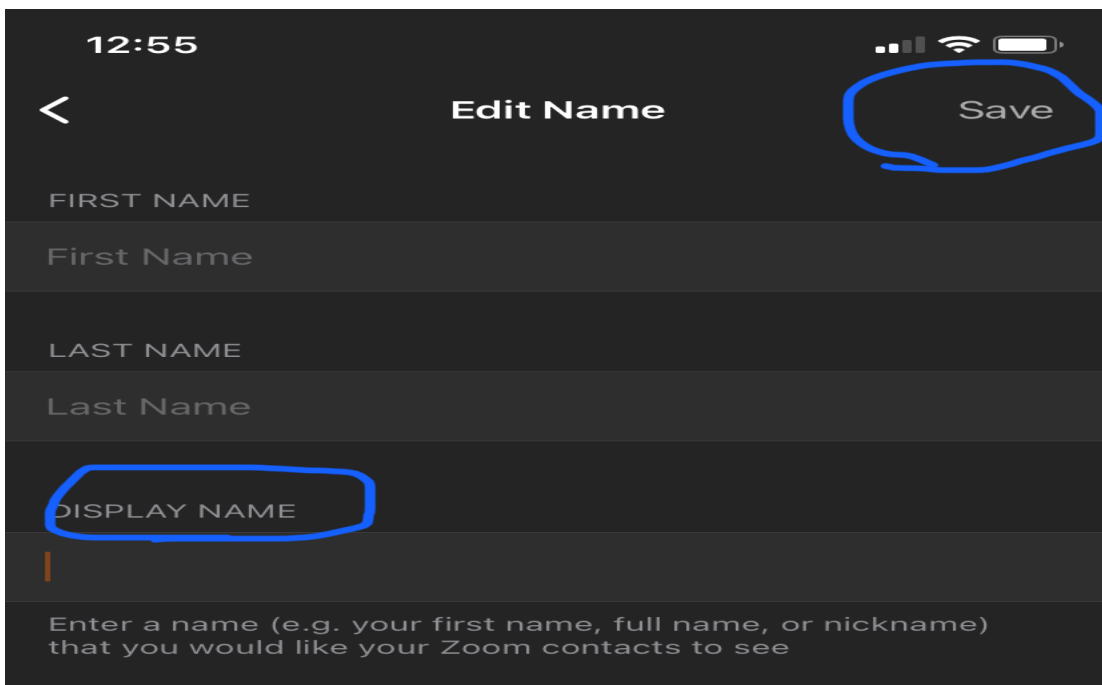 12:55
Edit Name
Save
FIRST NAME
First Name
LAST NAME
Last Name
DISPLAY NAME
Enter a name (e.g. your first name, full name, or nickname)
that you would like your Zoom contacts to see